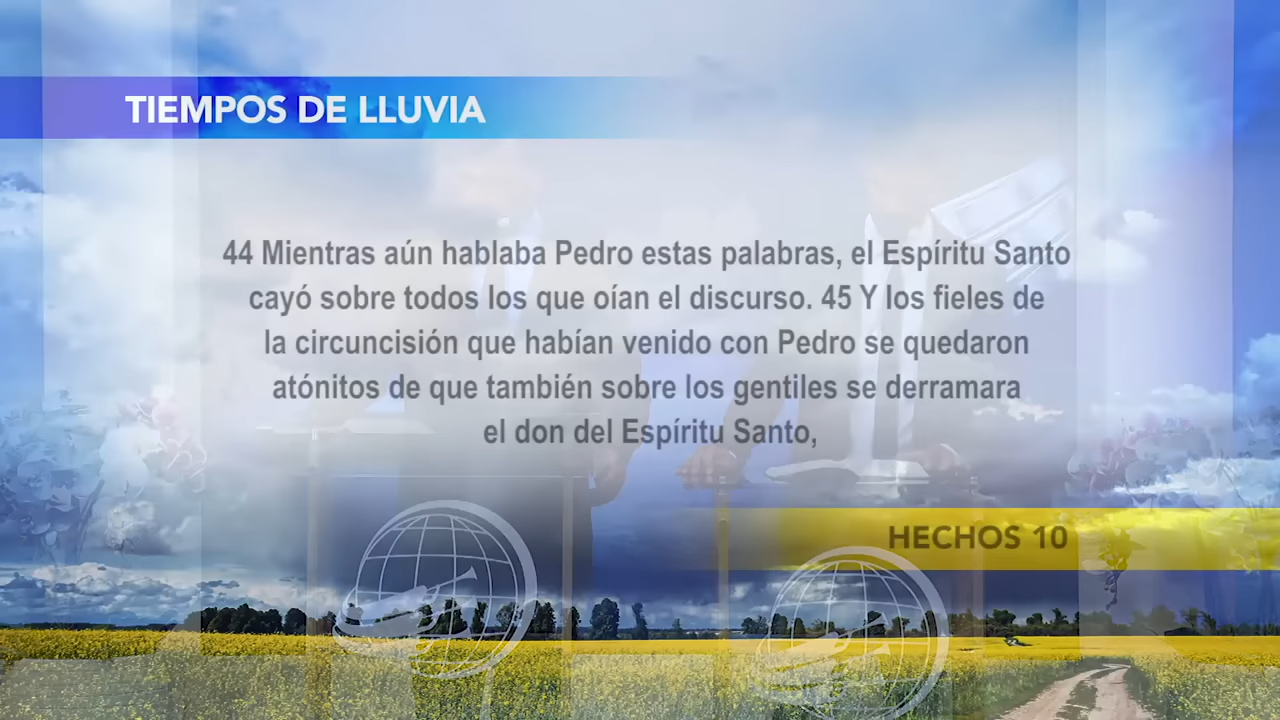 TIEMPOS DE LLUVIA
44 Mientras aún hablaba Pedro estas palabras, el Espíritu Santo
cayó sobre todos los que oían el discurso. 45 Y los fieles de
la circuncisión que habían venido con Pedro se quedaron
atónitos de que también sobre los gentiles se derramara
el don del Espíritu Santo,
HECHOS 10